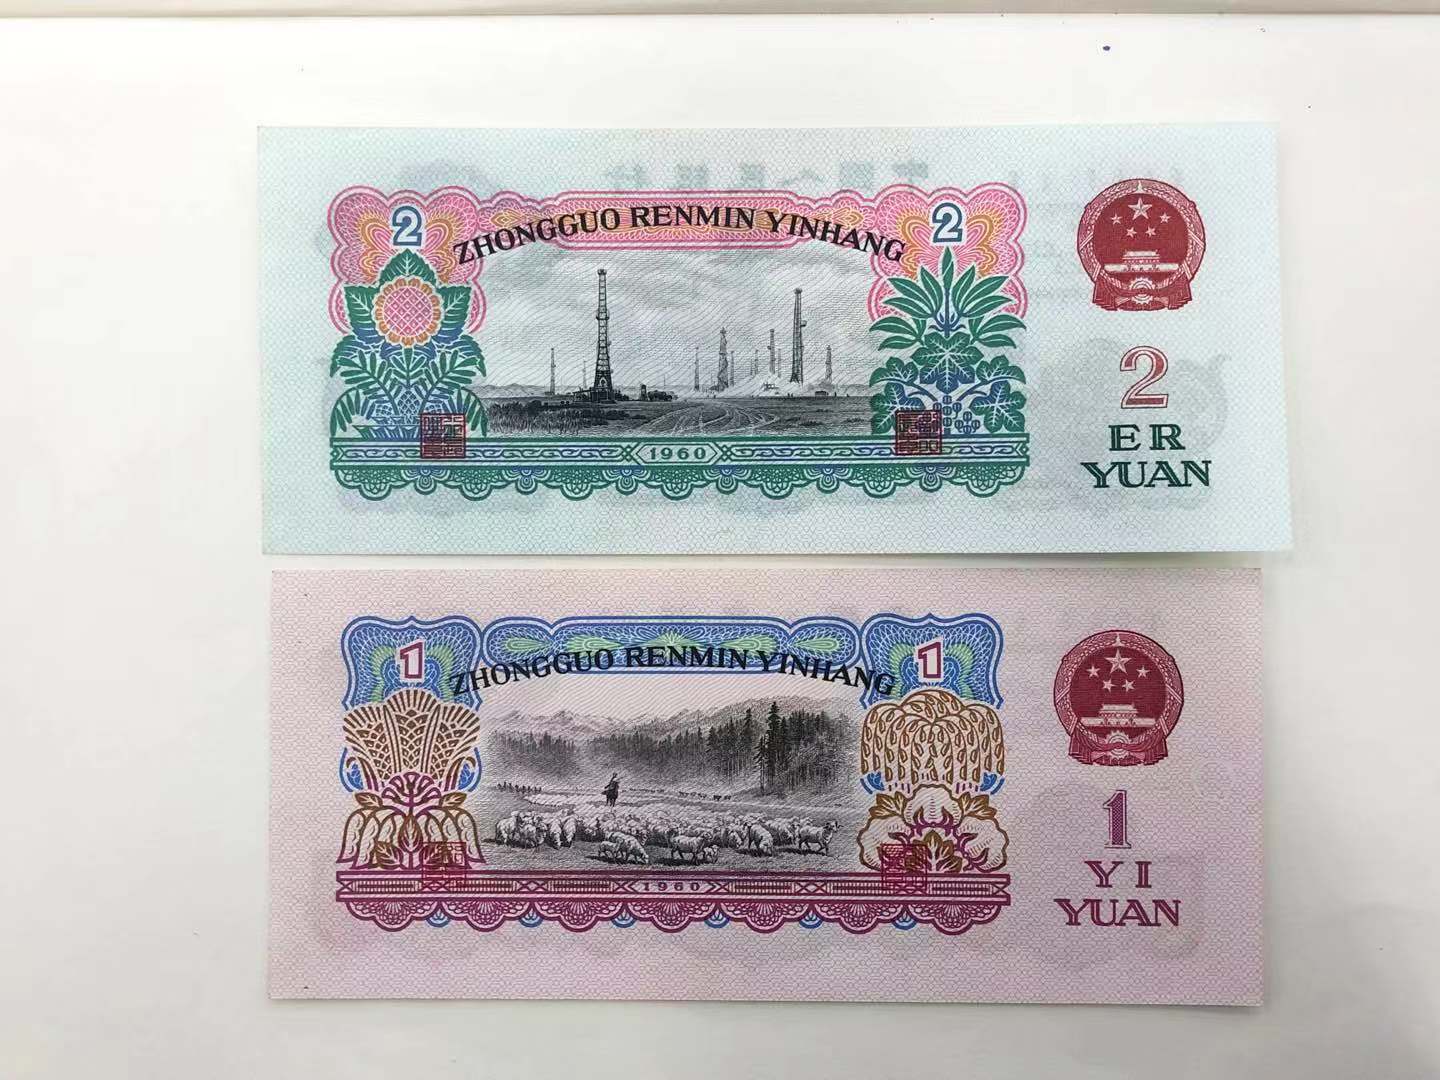 2 ZHONGGUO RENMIN YINHANG 2
2
ER
YUAN
1960
1 ZHONGGUO RENMIN YINHANG 1
1
YI
YUAN
1960